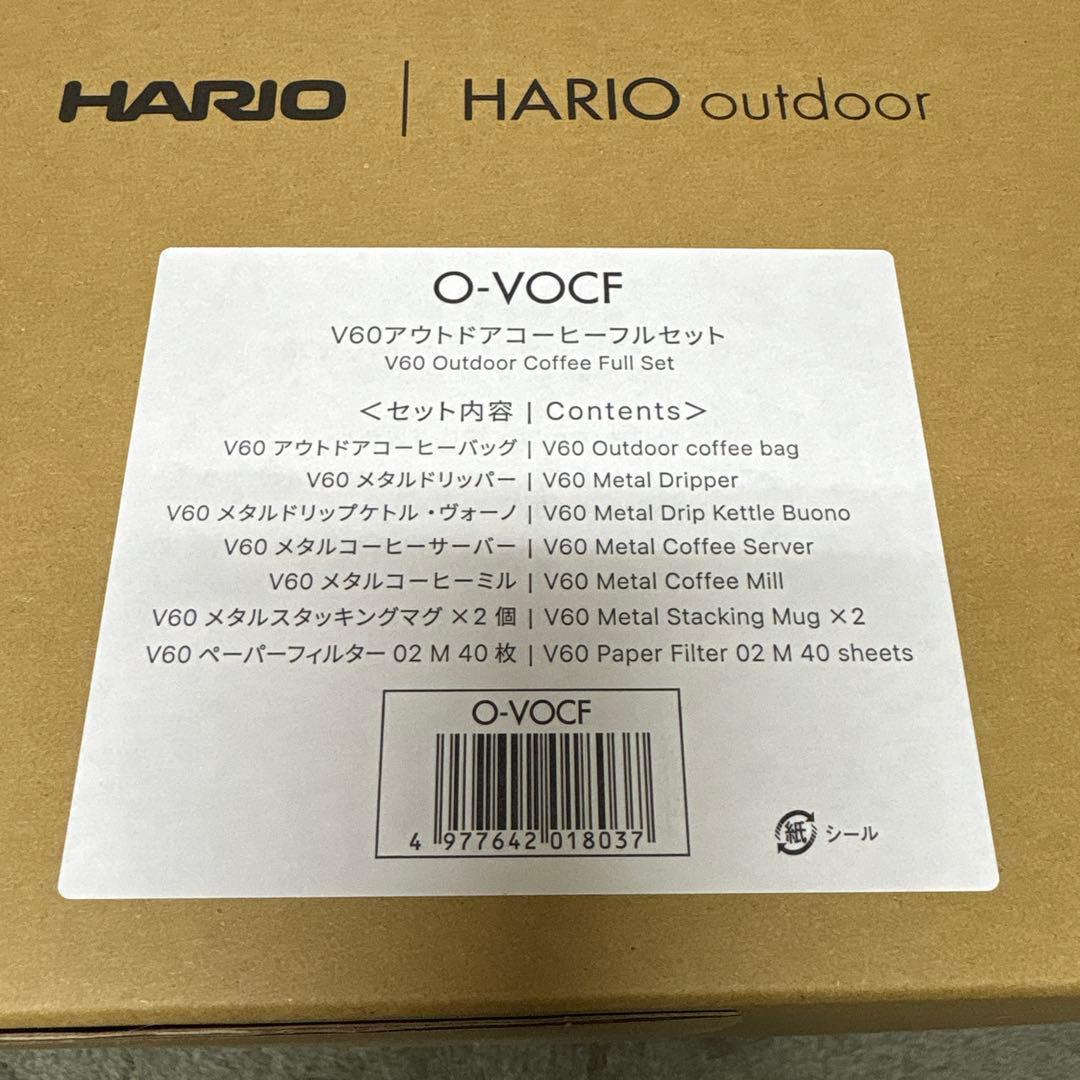 HARIO | HARIO outdoor
O-VOCF
V60アウトドアコーヒーフルセット
V60 Outdoor Coffee Full Set
＜セット内容 | Contents＞
V60 アウトドアコーヒーバッグ | V60 Outdoor coffee bag
V60 メタルドリッパー | V60 Metal Dripper
V60 メタルドリップケトル・ヴォーノ | V60 Metal Drip Kettle Buono
V60 メタルコーヒーサーバー | V60 Metal Coffee Server
V60 メタルコーヒーミル | V60 Metal Coffee Mill
V60 メタルスタッキングマグ ×2 個 | V60 Metal Stacking Mug ×2
V60 ペーパーフィルター 02 M 40 枚 | V60 Paper Filter 02 M 40 sheets
O-VOCF
4 977642 018037
紙 シール